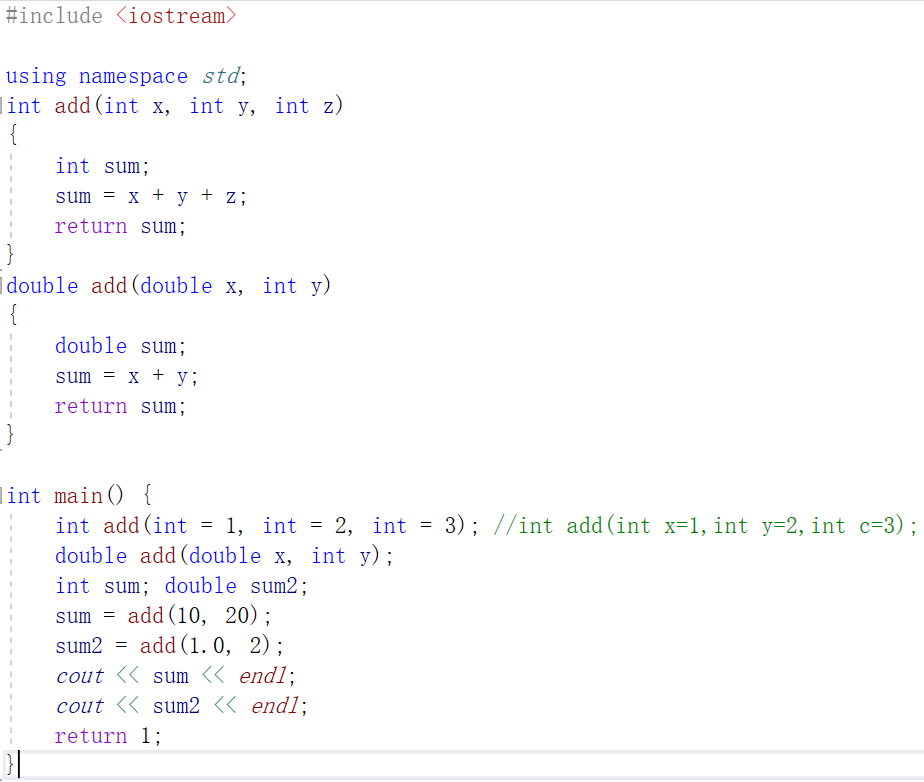 #include <iostream>
using namespace std;
int add(int x, int y, int z)
{
int sum;
sum = x + y + z;
return sum;
}
double add(double x, int y)
{
double sum;
sum = x + y;
return sum;
}
int main() {
int add(int = 1, int = 2, int = 3); //int add(int x=1,int y=2,int c=3);
double add(double x, int y);
int sum; double sum2;
sum = add(10, 20);
sum2 = add(1.0, 2);
cout << sum << endl;
cout << sum2 << endl;
return 1;
}